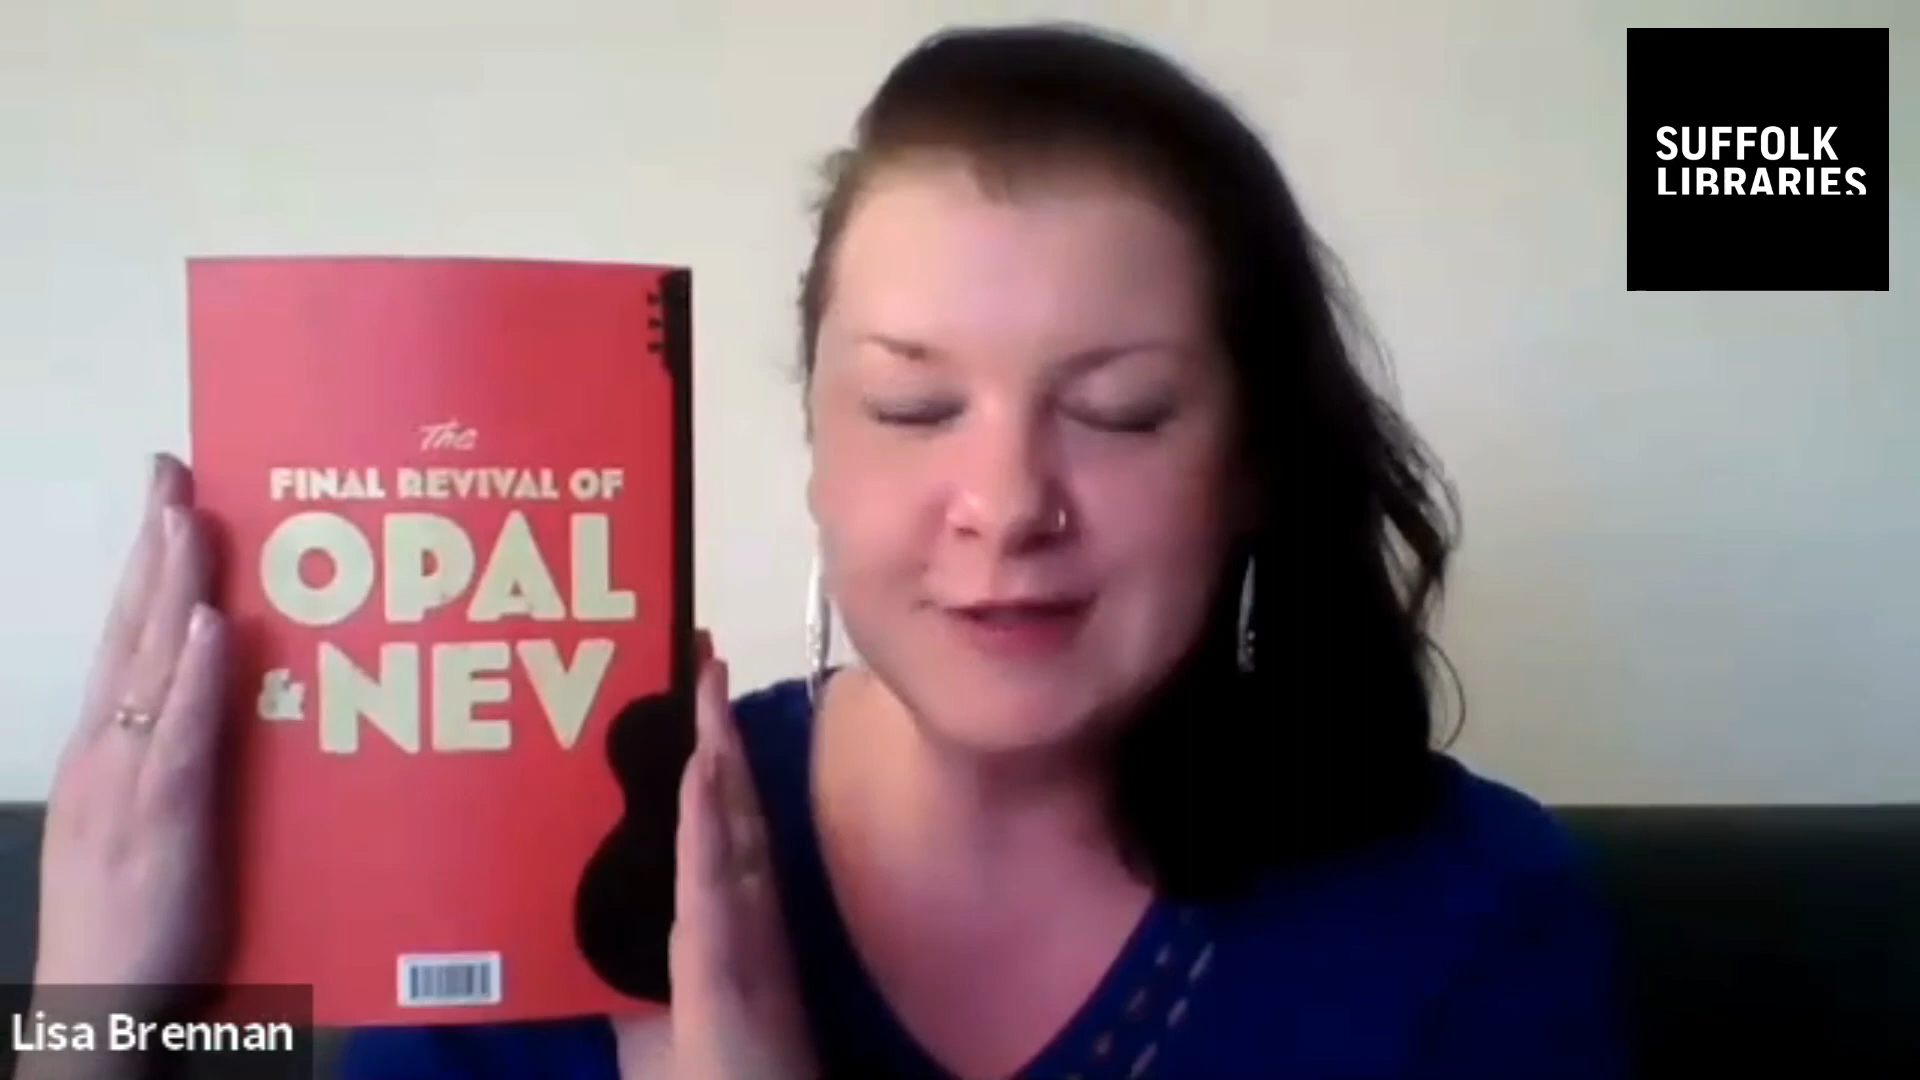 SUFFOLK
LIBRARIES
The
FINAL REVIVAL OF
OPAL
& NEV
Lisa Brennan